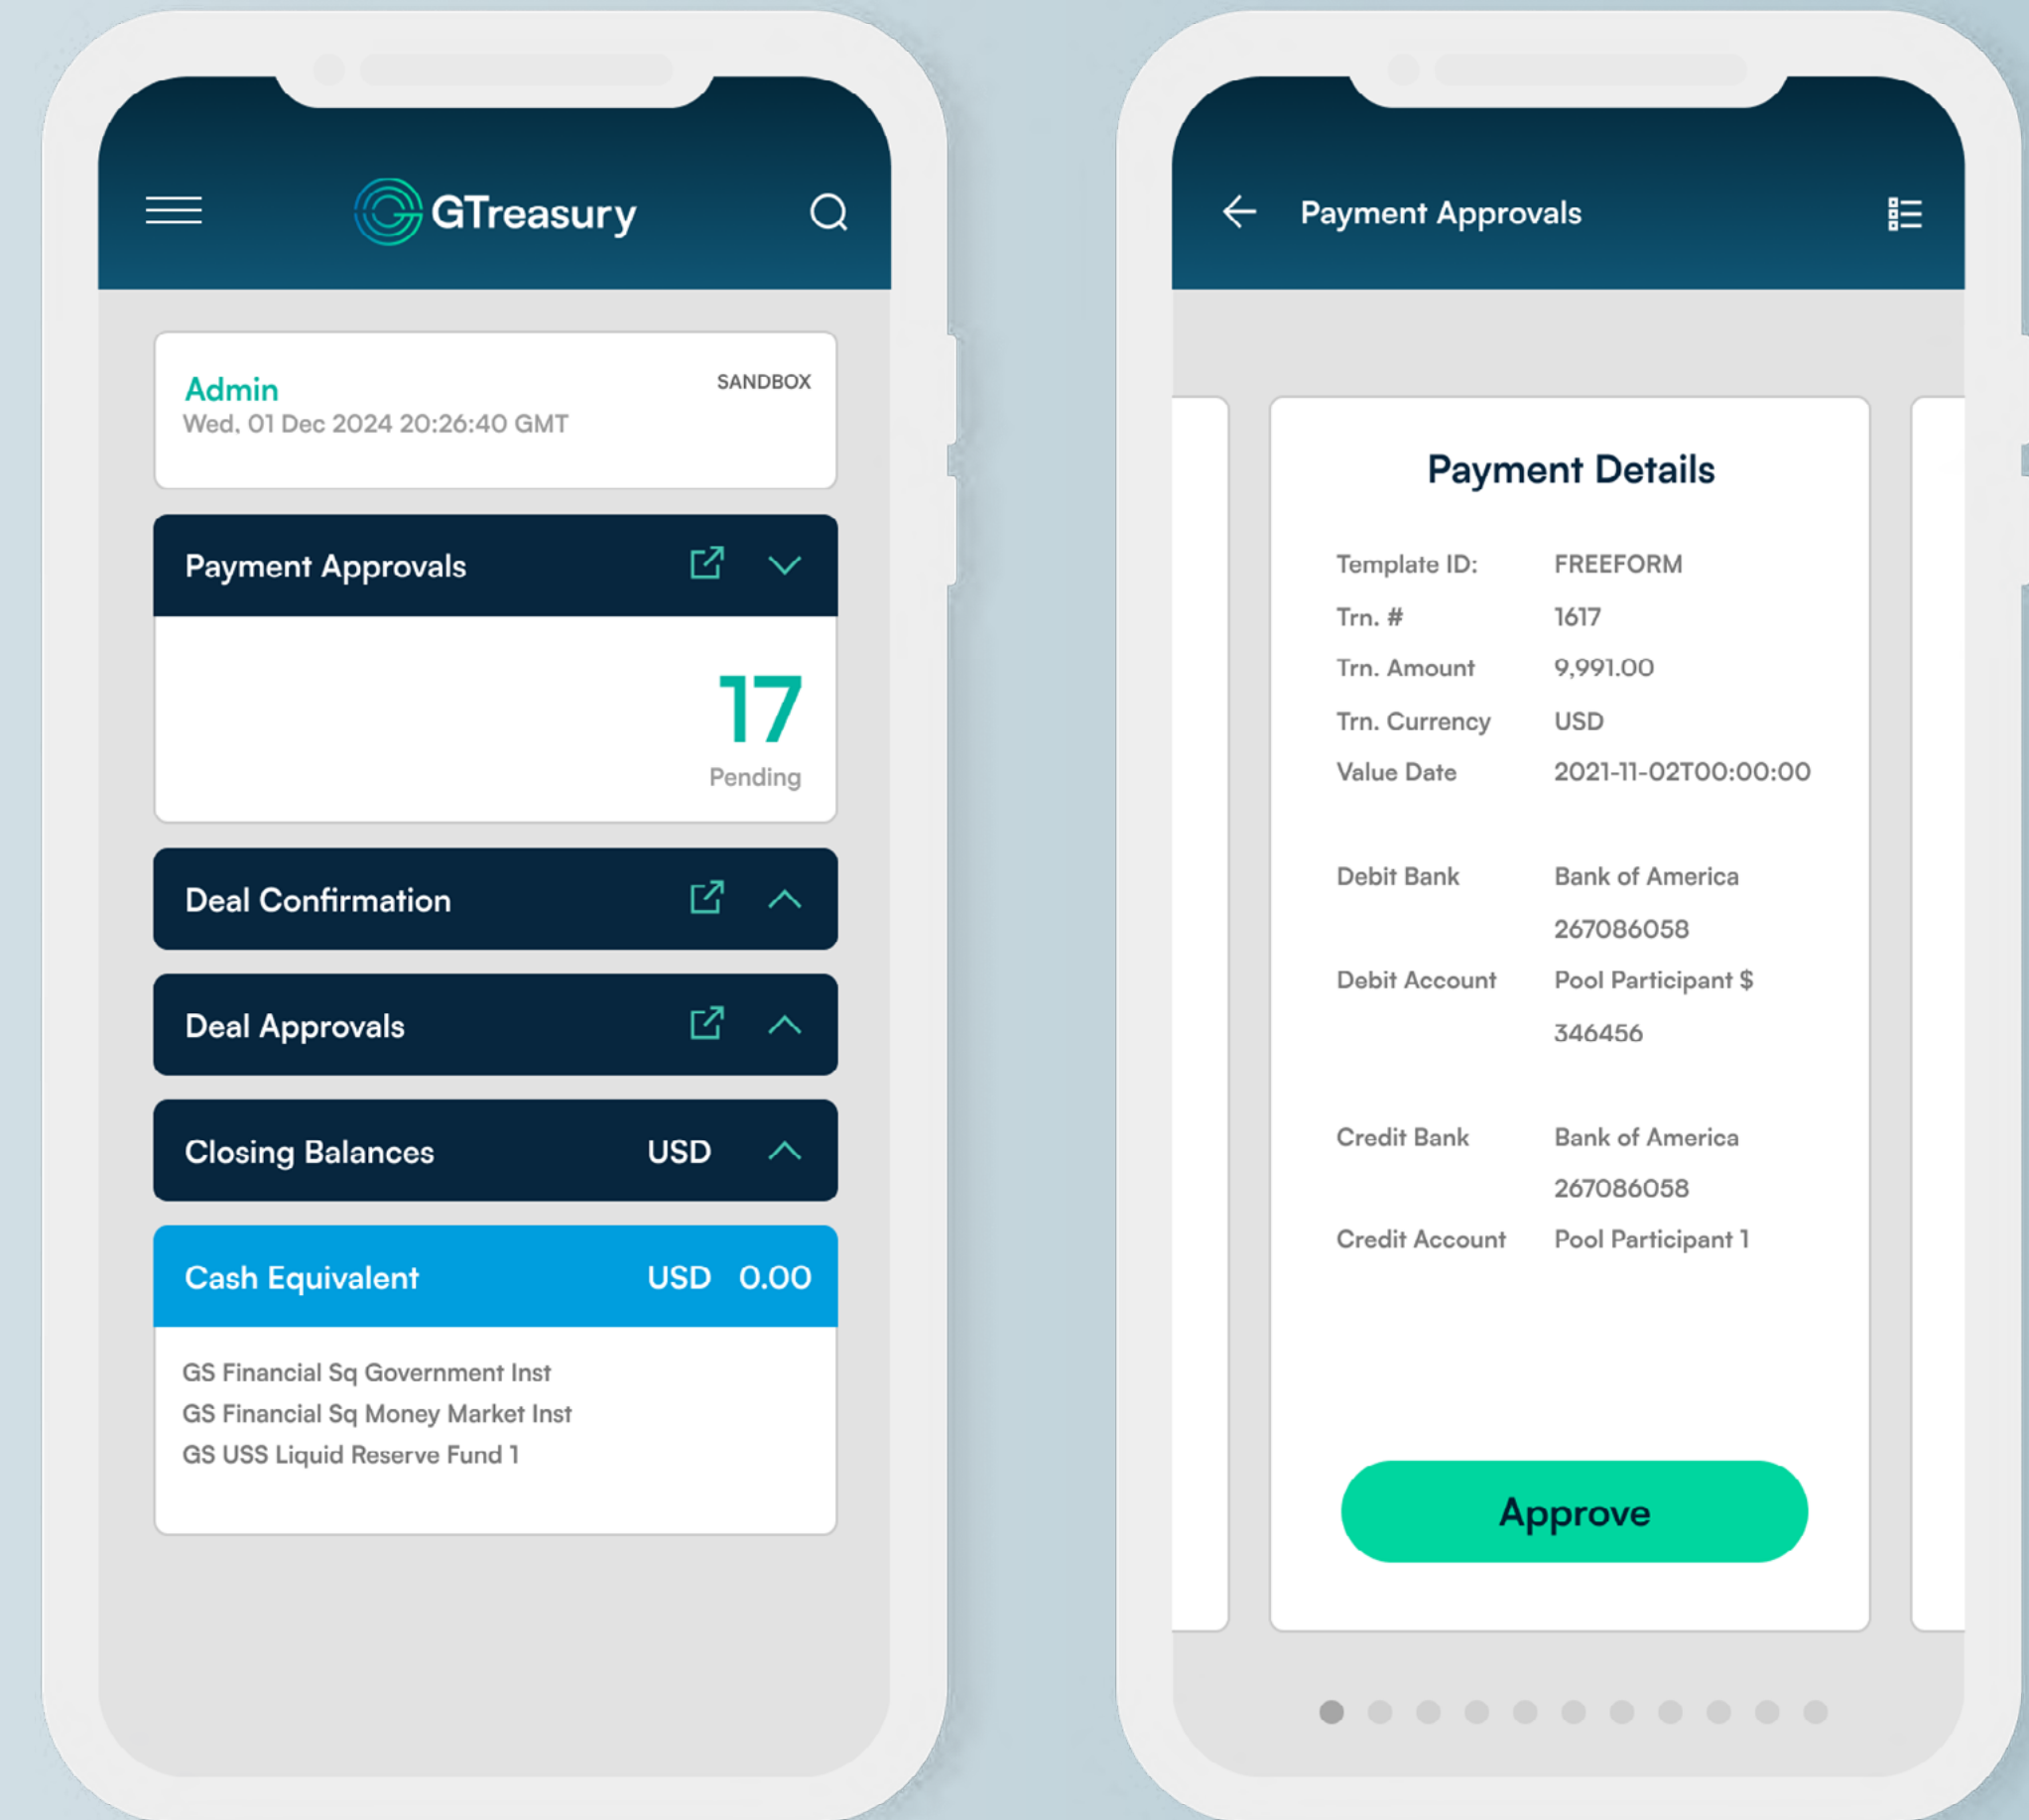 GTreasury
Admin
SANDBOX
Wed, 01 Dec 2024 20:26:40 GMT
Payment Approvals
17
Pending
Deal Confirmation
Deal Approvals
Closing Balances USD
Cash Equivalent USD 0.00
GS Financial Sq Government Inst
GS Financial Sq Money Market Inst
GS USS Liquid Reserve Fund 1
Payment Approvals
Payment Details
Template ID: FREEFORM
Trn. # 1617
Trn. Amount 9,991.00
Trn. Currency USD
Value Date 2021-11-02T00:00:00
Debit Bank Bank of America
267086058
Debit Account Pool Participant $
346456
Credit Bank Bank of America
267086058
Credit Account Pool Participant 1
Approve